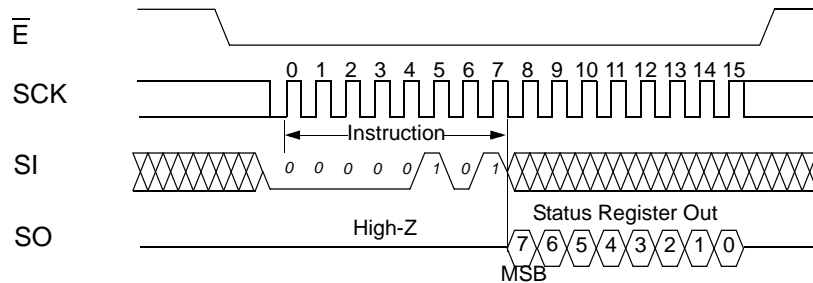 E
SCK
0 1 2 3 4 5 6 7 8 9 10 11 12 13 14 15
Instruction
SI
0 0 0 0 0 1 0 1
SO
High-Z
Status Register Out
7 6 5 4 3 2 1 0
MSB